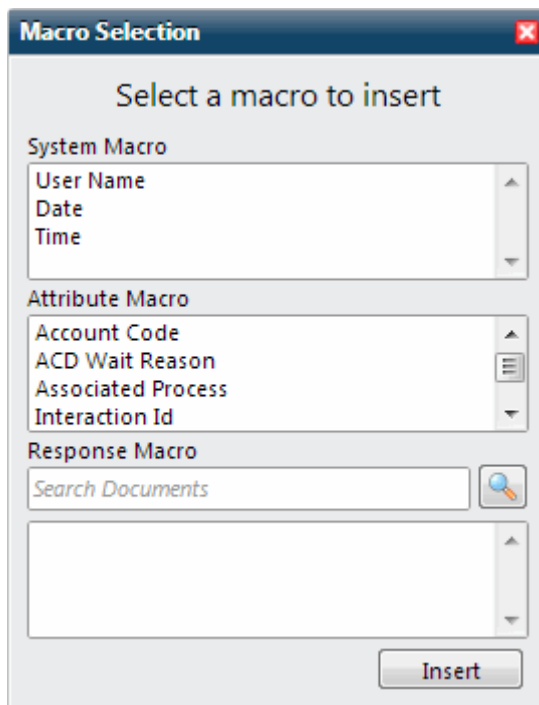 Macro Selection
Select a macro to insert
System Macro
User Name
Date
Time
Attribute Macro
Account Code
ACD Wait Reason
Associated Process
Interaction Id
Response Macro
Search Documents
Insert